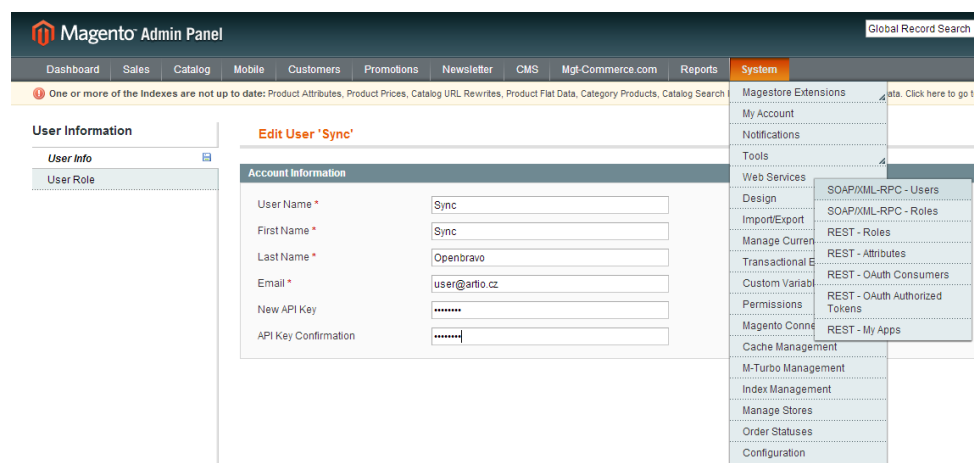 Magento Admin Panel
Global Record Search
Dashboard Sales Catalog Mobile Customers Promotions Newsletter CMS Mgt-Commerce.com Reports System
One or more of the Indexes are not up to date: Product Attributes, Product Prices, Catalog URL Rewrites, Product Flat Data, Category Products, Catalog Search
ata. Click here to go t
User Information
User Info
User Role
Edit User 'Sync'
Account Information
User Name * Sync
First Name * Sync
Last Name * Openbravo
Email * user@artio.cz
New API Key ••••••••
API Key Confirmation ••••••••
Magestore Extensions
My Account
Notifications
Tools
Web Services
Design
Import/Export
Manage Curren
Transactional E
Custom Variabl
Permissions
Magento Conne
Cache Management
M-Turbo Management
Index Management
Manage Stores
Order Statuses
Configuration
SOAP/XML-RPC - Users
SOAP/XML-RPC - Roles
REST - Roles
REST - Attributes
REST - OAuth Consumers
REST - OAuth Authorized
Tokens
REST - My Apps